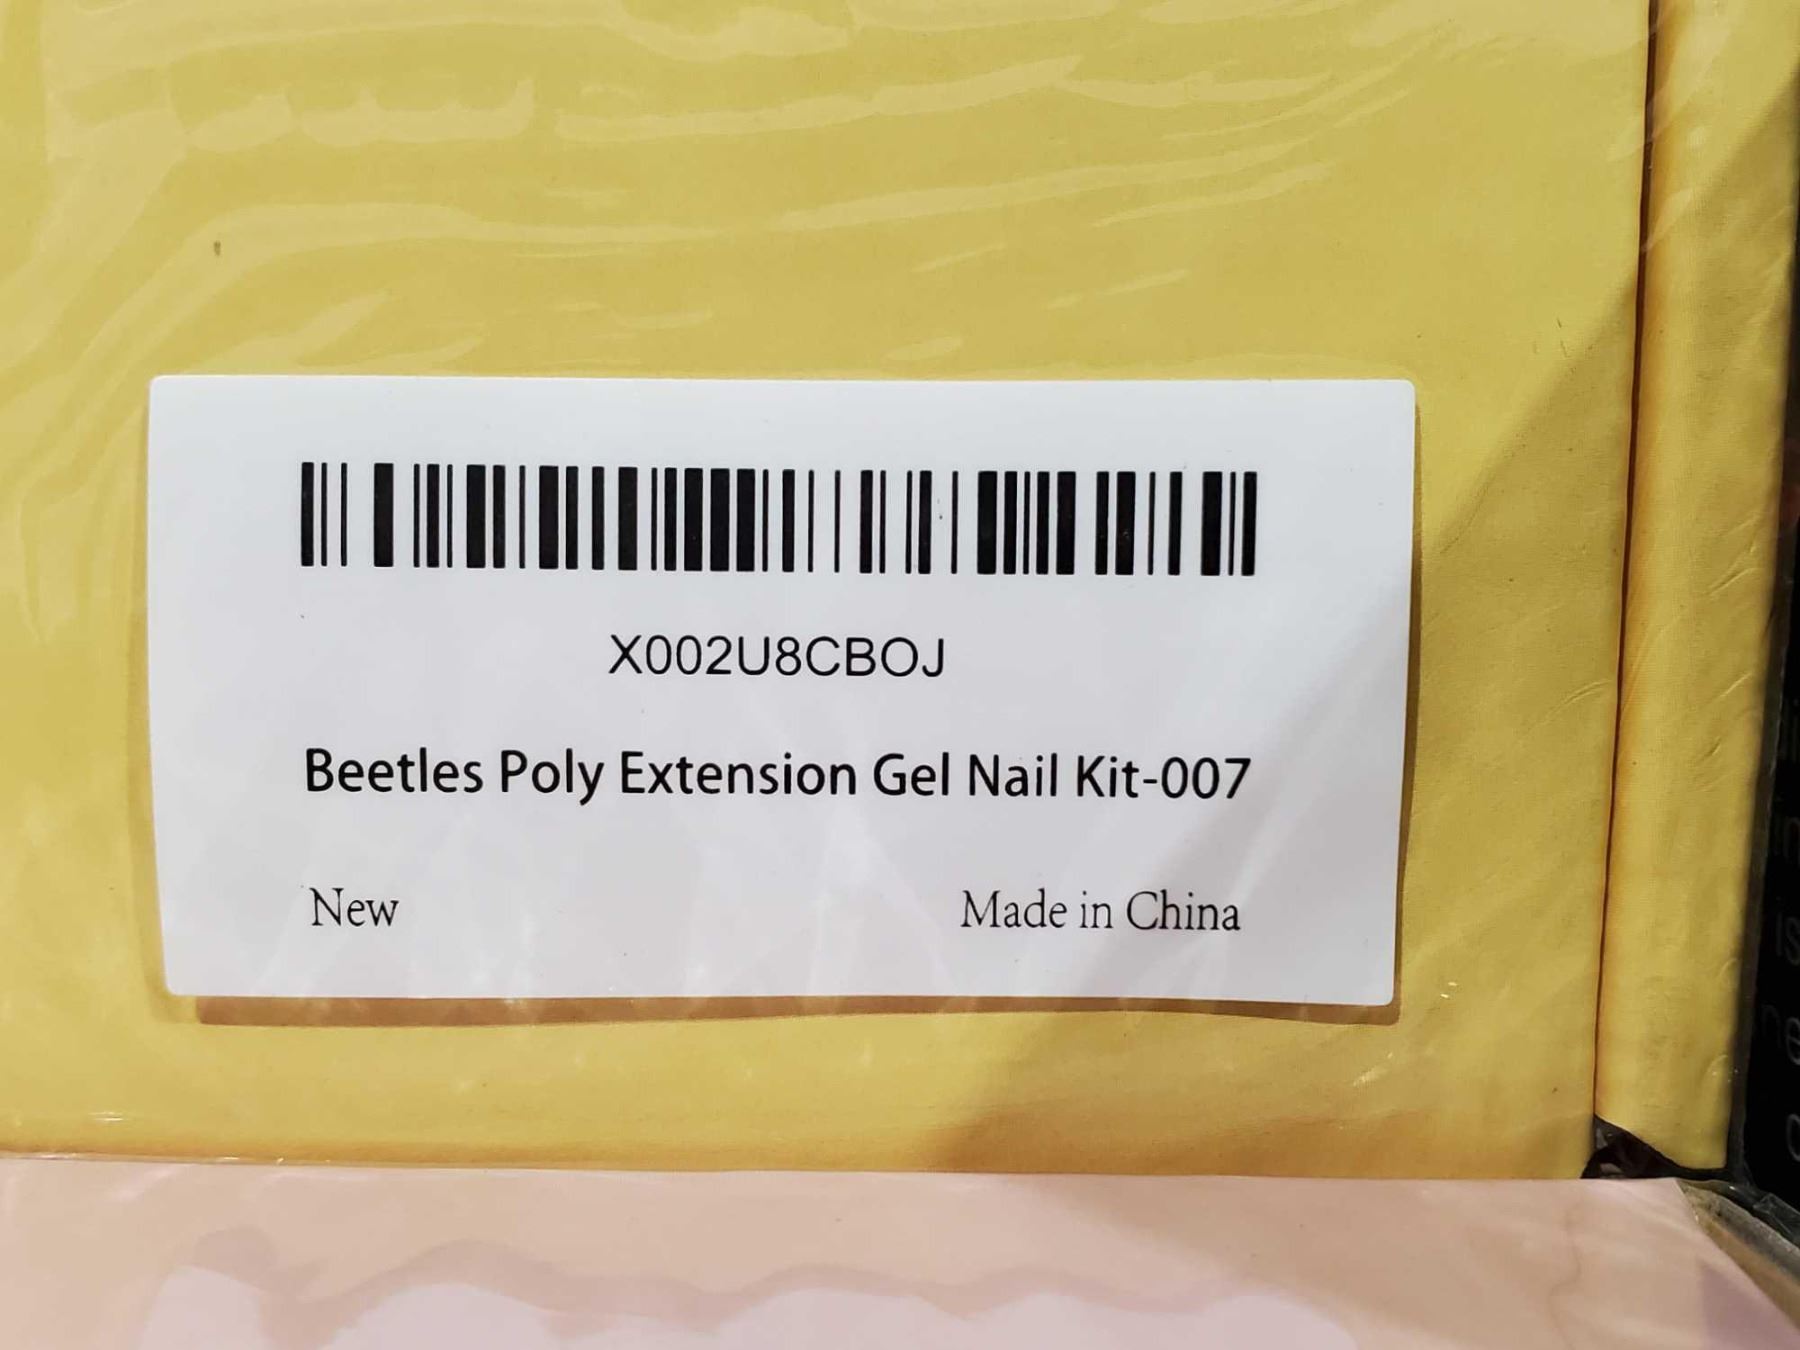 X002U8CBOJ
Beetles Poly Extension Gel Nail Kit-007
New
Made in China